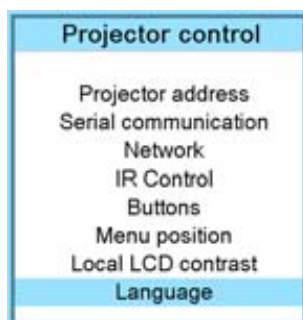 Projector control
Projector address
Serial communication
Network
IR Control
Buttons
Menu position
Local LCD contrast
Language